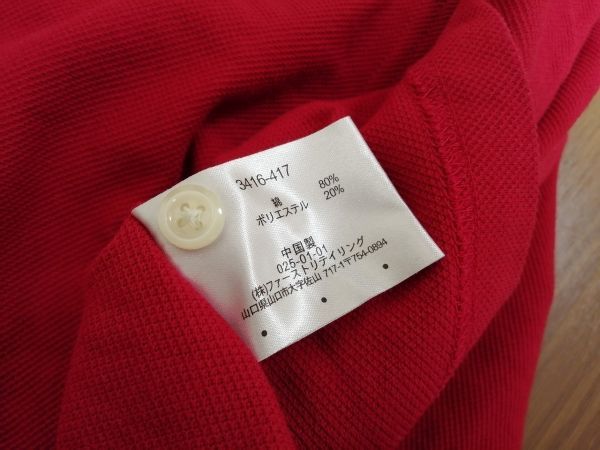 3416-417
綿 80%
ポリエステル 20%
中国製
025-01-01
(株)ファーストリテイリング
山口県山口市大字佐山 717-1〒754-0894